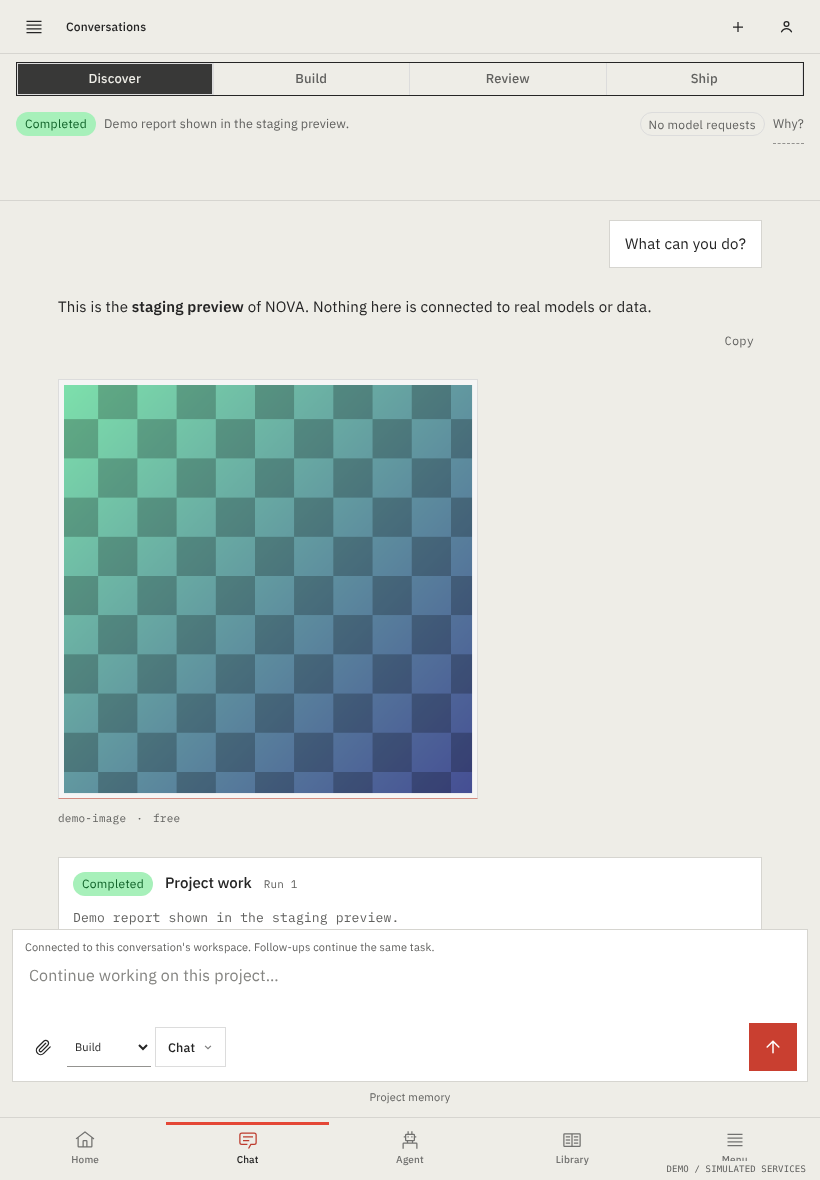 Conversations
Discover
Build
Review
Ship
Completed
Demo report shown in the staging preview.
No model requests
Why?
What can you do?
This is the staging preview of NOVA. Nothing here is connected to real models or data.
Copy
demo-image · free
Completed
Project work
Run 1
Demo report shown in the staging preview.
Connected to this conversation's workspace. Follow-ups continue the same task.
Continue working on this project...
Build
Chat
Project memory
Home
Chat
Agent
Library
Menu
DEMO / SIMULATED SERVICES